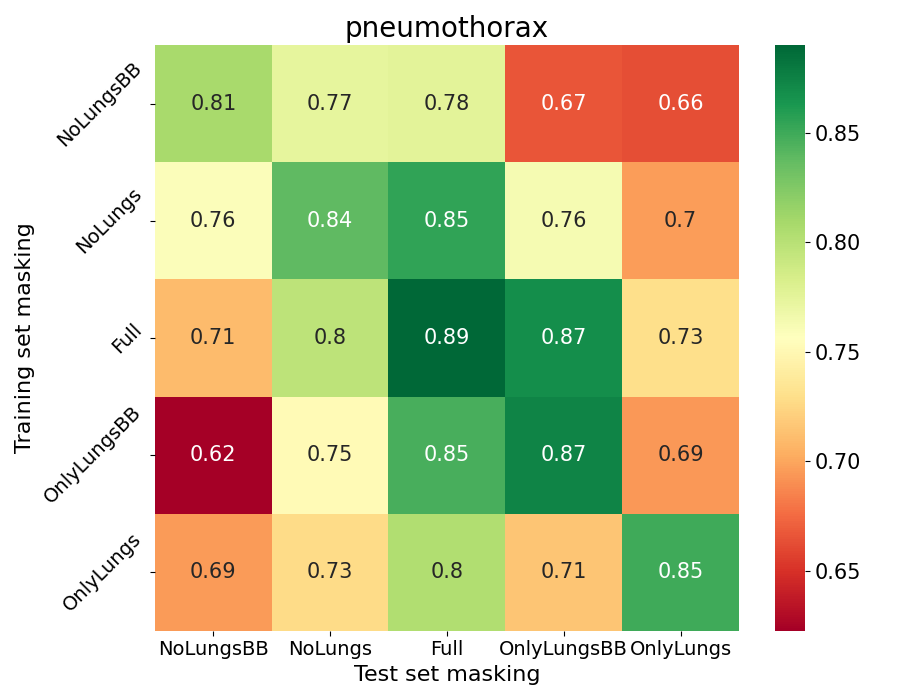 pneumothorax
Training set masking
NoLungsBB 0.81 0.77 0.78 0.67 0.66
NoLungs 0.76 0.84 0.85 0.76 0.7
Full 0.71 0.8 0.89 0.87 0.73
OnlyLungsBB 0.62 0.75 0.85 0.87 0.69
OnlyLungs 0.69 0.73 0.8 0.71 0.85
NoLungsBB NoLungs Full OnlyLungsBB OnlyLungs
Test set masking
0.85
0.80
0.75
0.70
0.65